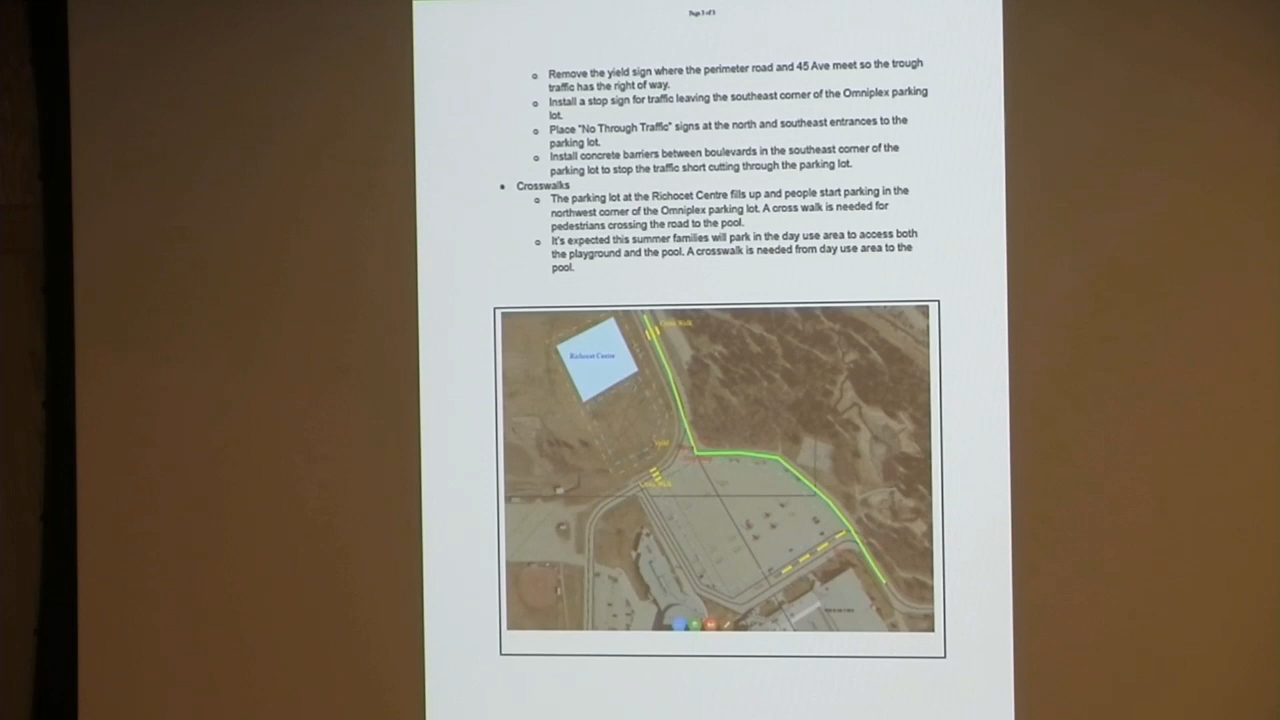 Page 3 of 3
o Remove the yield sign where the perimeter road and 45 Ave meet so the trough
traffic has the right of way.
o Install a stop sign for traffic leaving the southeast corner of the Omniplex parking
lot.
o Place "No Through Traffic" signs at the north and southeast entrances to the
parking lot.
o Install concrete barriers between boulevards in the southeast corner of the
parking lot to stop the traffic short cutting through the parking lot.
• Crosswalks
o The parking lot at the Richocet Centre fills up and people start parking in the
northwest corner of the Omniplex parking lot. A cross walk is needed for
pedestrians crossing the road to the pool.
o It's expected this summer families will park in the day use area to access both
the playground and the pool. A crosswalk is needed from day use area to the
pool.
Cross Walk
Richocet Centre
Yield
Cross Walk